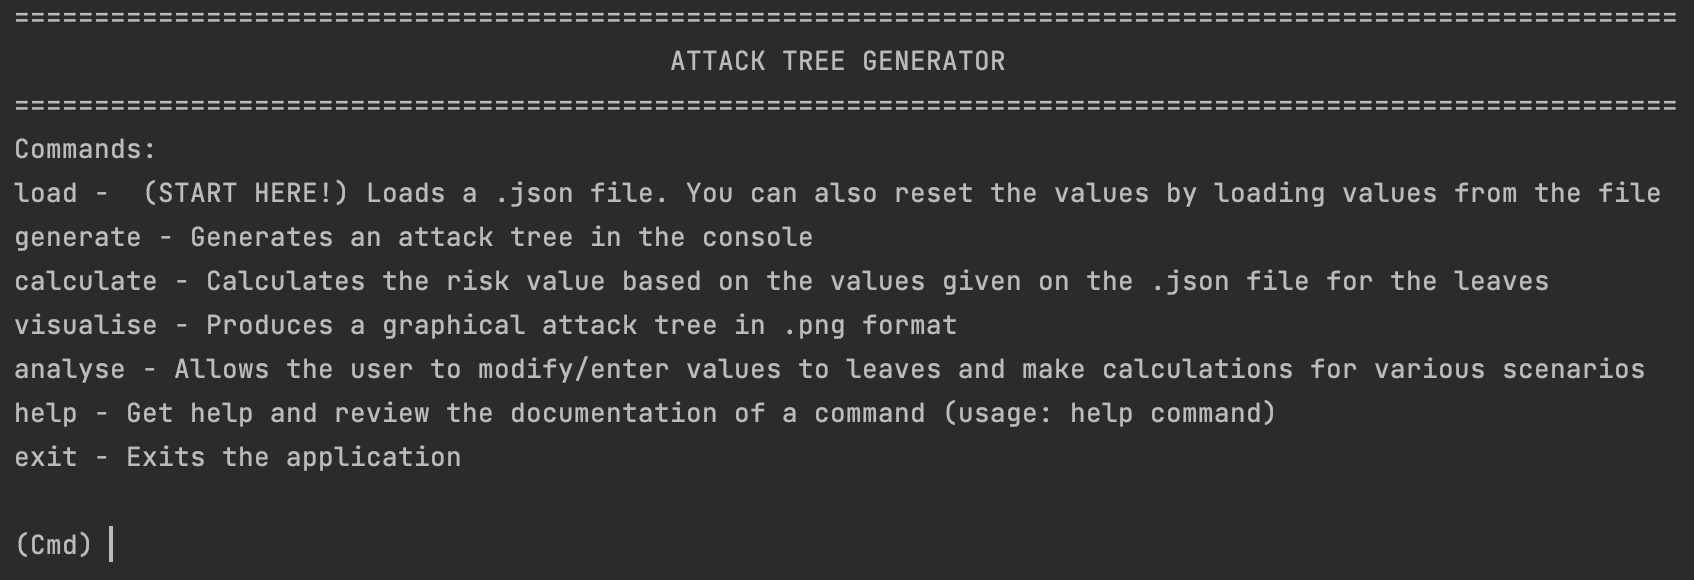 ========================================================================================================
ATTACK TREE GENERATOR
========================================================================================================
Commands:
load -  (START HERE!) Loads a .json file. You can also reset the values by loading values from the file
generate - Generates an attack tree in the console
calculate - Calculates the risk value based on the values given on the .json file for the leaves
visualise - Produces a graphical attack tree in .png format
analyse - Allows the user to modify/enter values to leaves and make calculations for various scenarios
help - Get help and review the documentation of a command (usage: help command)
exit - Exits the application
(Cmd)